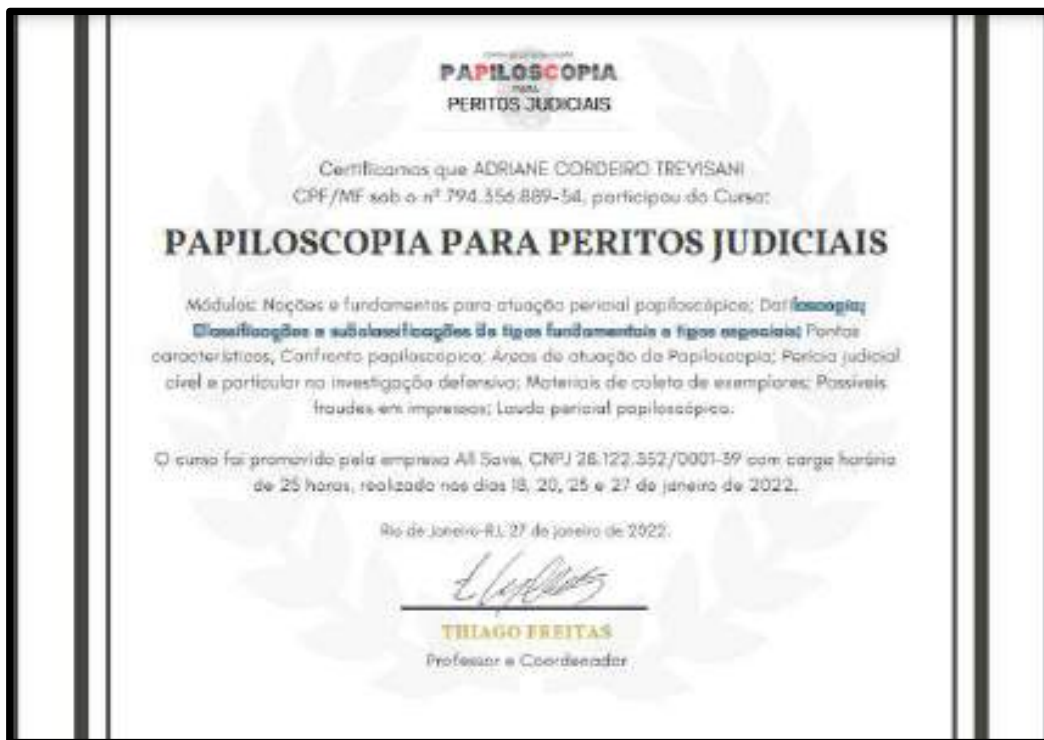 PAPILOSCOPIA
PARA
PERITOS JUDICIAIS
Certificamos que ADRIANE CORDEIRO TREVISANI
CPF/MF sob o nº 794.356.889-54, participou do Curso:
PAPILOSCOPIA PARA PERITOS JUDICIAIS
Módulos: Noções e fundamentos para atuação pericial papiloscópica; Datiloscopia;
Classificações e subclassificações de tipos fundamentais e tipos especiais; Pontos
característicos, Confronto papiloscópico; Áreas de atuação da Papiloscopia; Perícia judicial
cível e particular na investigação defensiva; Materiais de coleta de exemplares; Possíveis
fraudes em impressos; Laudo pericial papiloscópico.
O curso foi promovido pela empresa All Save, CNPJ 28.122.352/0001-39 com carga horária
de 25 horas, realizado nos dias 18, 20, 25 e 27 de janeiro de 2022.
Rio de Janeiro-RJ, 27 de janeiro de 2022.
THIAGO FREITAS
Professor e Coordenador